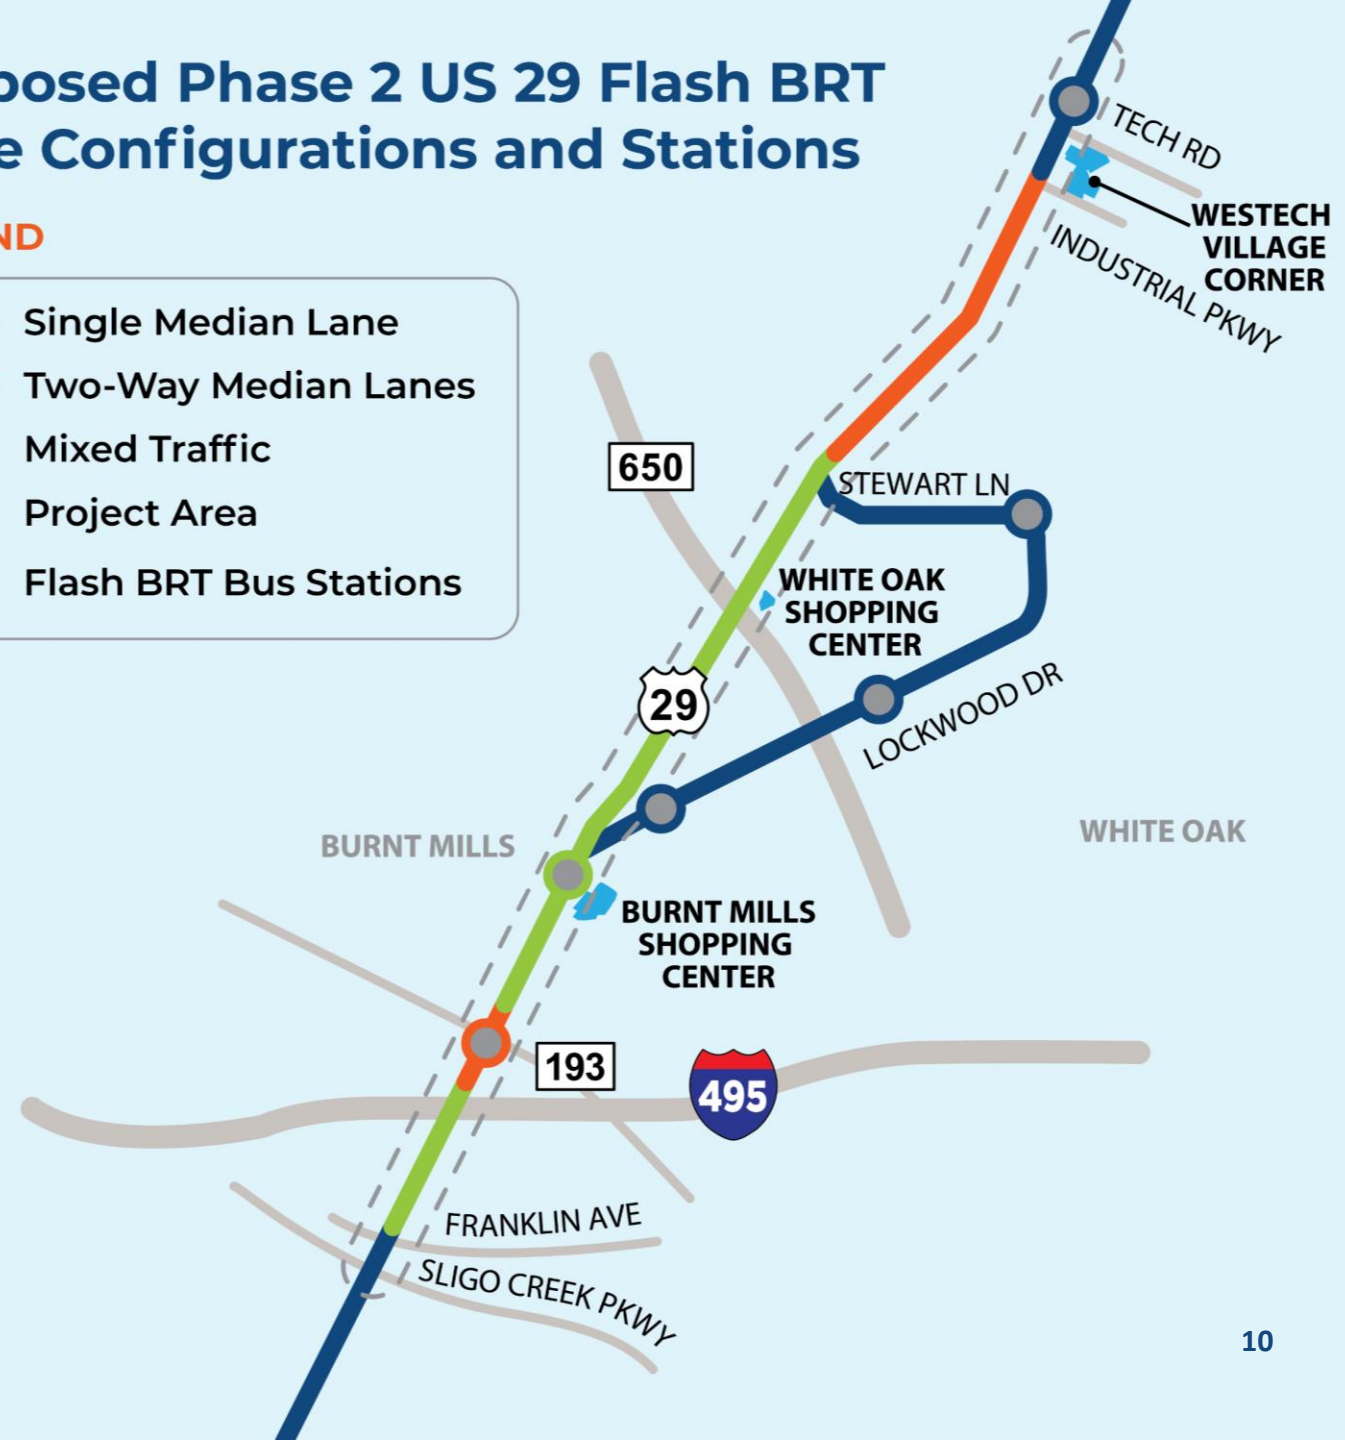 posed Phase 2 US 29 Flash BRT
e Configurations and Stations
ND
Single Median Lane
Two-Way Median Lanes
Mixed Traffic
Project Area
Flash BRT Bus Stations
TECH RD
WESTECH
VILLAGE
CORNER
INDUSTRIAL PKWY
650
STEWART LN
WHITE OAK
SHOPPING
CENTER
29
LOCKWOOD DR
BURNT MILLS
WHITE OAK
BURNT MILLS
SHOPPING
CENTER
193
495
FRANKLIN AVE
SLIGO CREEK PKWY
10